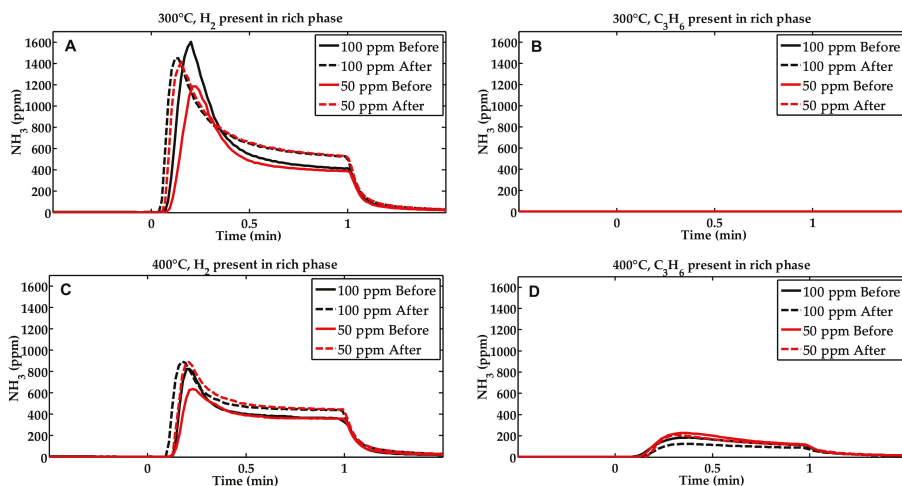 300°C, H2 present in rich phase
A
100 ppm Before
100 ppm After
50 ppm Before
50 ppm After
1600
1400
1200
1000
800
600
400
200
0
NH3 (ppm)
0 0.5 1
Time (min)
300°C, C3H6 present in rich phase
B
100 ppm Before
100 ppm After
50 ppm Before
50 ppm After
1600
1400
1200
1000
800
600
400
200
0
NH3 (ppm)
0 0.5 1
Time (min)
400°C, H2 present in rich phase
C
100 ppm Before
100 ppm After
50 ppm Before
50 ppm After
1600
1400
1200
1000
800
600
400
200
0
NH3 (ppm)
0 0.5 1
Time (min)
400°C, C3H6 present in rich phase
D
100 ppm Before
100 ppm After
50 ppm Before
50 ppm After
1600
1400
1200
1000
800
600
400
200
0
NH3 (ppm)
0 0.5 1
Time (min)